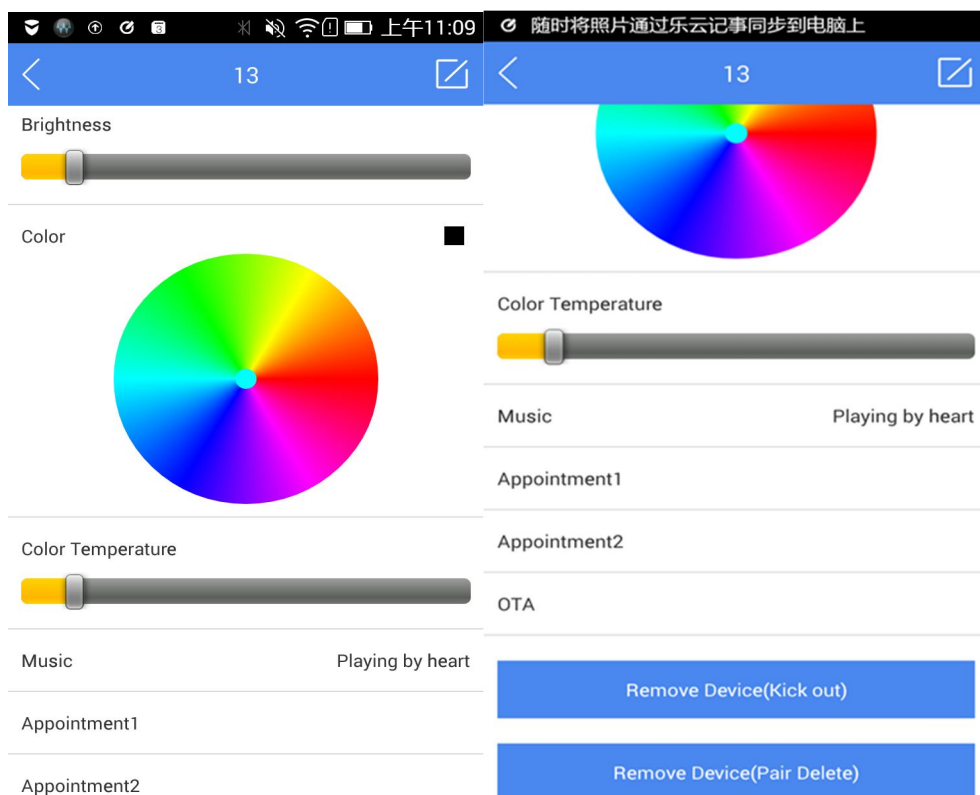 上午11:09
13
Brightness
Color
Color Temperature
Music Playing by heart
Appointment1
Appointment2
随时将照片通过乐云记事同步到电脑上
13
Color Temperature
Music Playing by heart
Appointment1
Appointment2
OTA
Remove Device(Kick out)
Remove Device(Pair Delete)